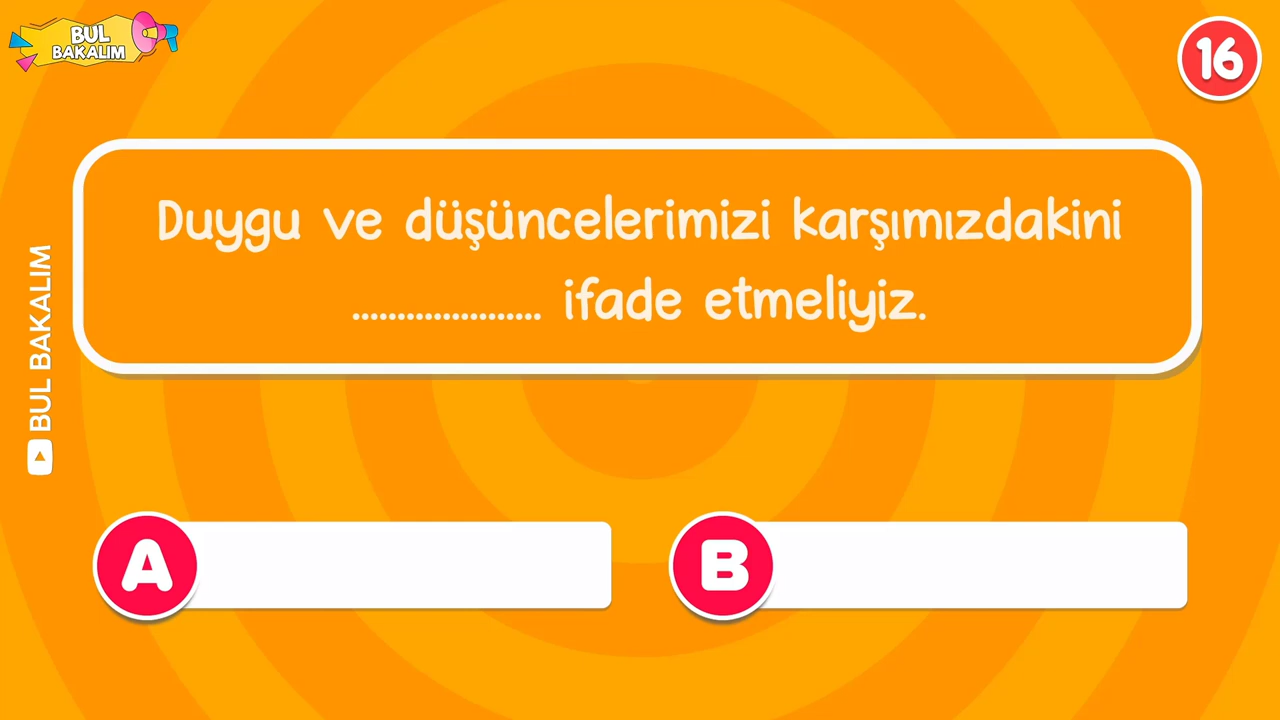 BUL
BAKALIM
16
Duygu ve düşüncelerimizi karşımızdakini
..................... ifade etmeliyiz.
BUL BAKALIM
A
B